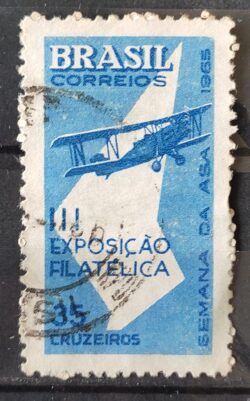 BRASIL
CORREIOS
SEMANA DA ASA 1965
III
EXPOSIÇÃO
FILATÉLICA
35
CRUZEIROS